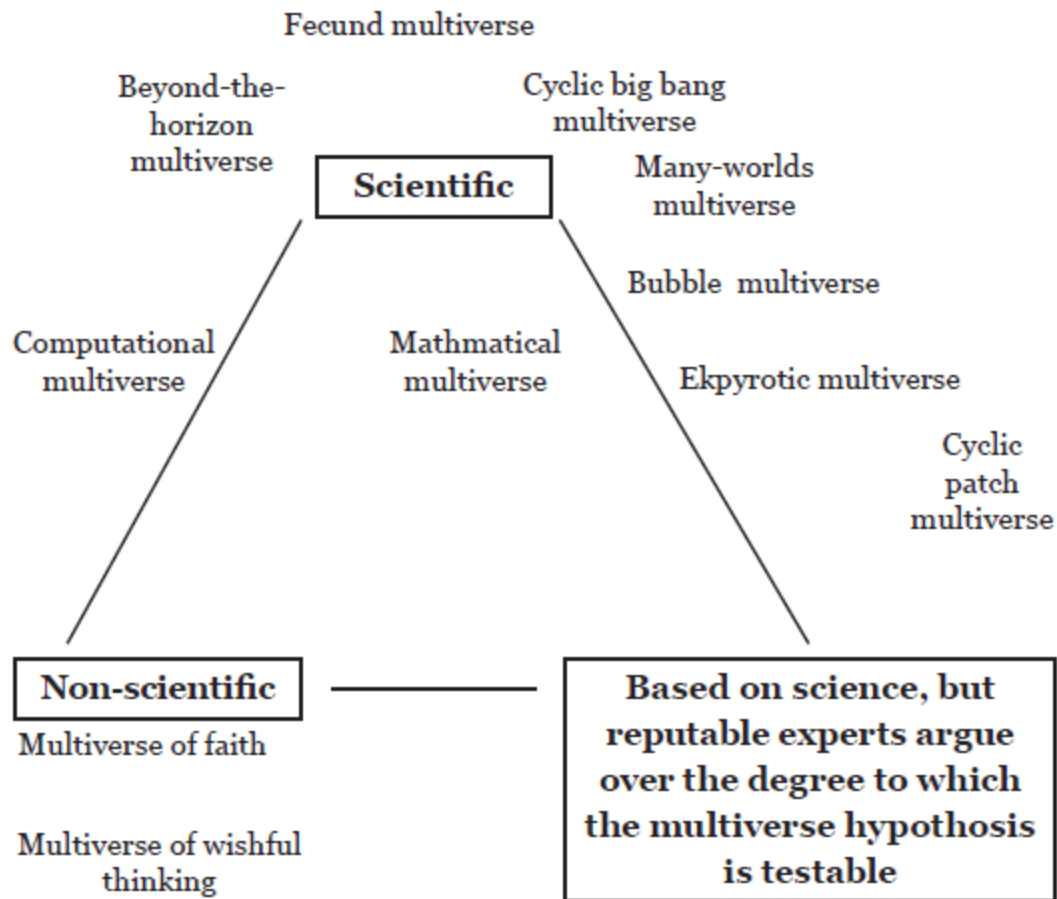 Fecund multiverse
Beyond-the-
horizon
multiverse
Cyclic big bang
multiverse
Scientific
Many-worlds
multiverse
Bubble multiverse
Computational
multiverse
Mathmatical
multiverse
Ekpyrotic multiverse
Cyclic
patch
multiverse
Non-scientific
Multiverse of faith
Multiverse of wishful
thinking
Based on science, but
reputable experts argue
over the degree to which
the multiverse hypothosis
is testable